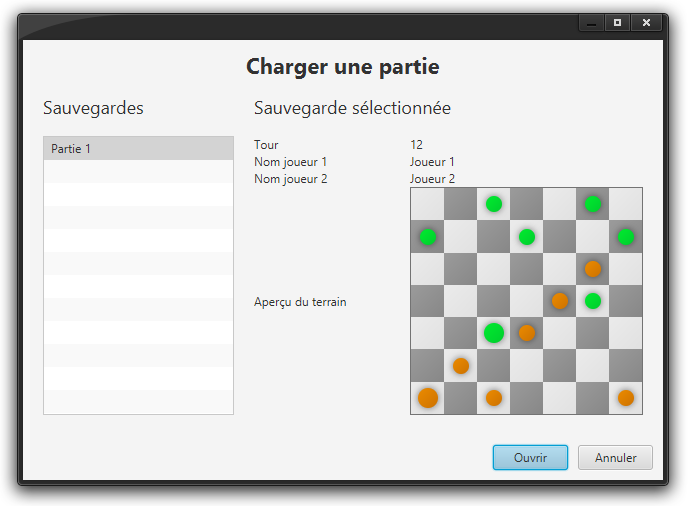 Charger une partie
Sauvegardes
Sauvegarde sélectionnée
Partie 1
Tour 12
Nom joueur 1 Joueur 1
Nom joueur 2 Joueur 2
Aperçu du terrain
Ouvrir Annuler